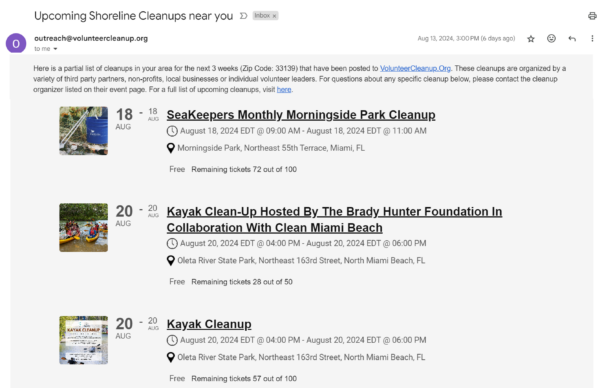 Upcoming Shoreline Cleanups near you Inbox x
O
outreach@volunteercleanup.org
Aug 13, 2024, 3:00 PM (6 days ago)
to me
Here is a partial list of cleanups in your area for the next 3 weeks (Zip Code: 33139) that have been posted to VolunteerCleanup.Org. These cleanups are organized by a
variety of third party partners, non-profits, local businesses or individual volunteer leaders. For questions about any specific cleanup below, please contact the cleanup
organizer listed on their event page. For a full list of upcoming cleanups, visit here.
18 - 18
AUG AUG
SeaKeepers Monthly Morningside Park Cleanup
August 18, 2024 EDT @ 09:00 AM - August 18, 2024 EDT @ 11:00 AM
Morningside Park, Northeast 55th Terrace, Miami, FL
Free Remaining tickets 72 out of 100
20 - 20
AUG AUG
Kayak Clean-Up Hosted By The Brady Hunter Foundation In
Collaboration With Clean Miami Beach
August 20, 2024 EDT @ 04:00 PM - August 20, 2024 EDT @ 06:00 PM
Oleta River State Park, Northeast 163rd Street, North Miami Beach, FL
Free Remaining tickets 28 out of 50
KAYAK CLEANUP
20 - 20
AUG AUG
Kayak Cleanup
August 20, 2024 EDT @ 04:00 PM - August 20, 2024 EDT @ 06:00 PM
Oleta River State Park, Northeast 163rd Street, North Miami Beach, FL
Free Remaining tickets 57 out of 100